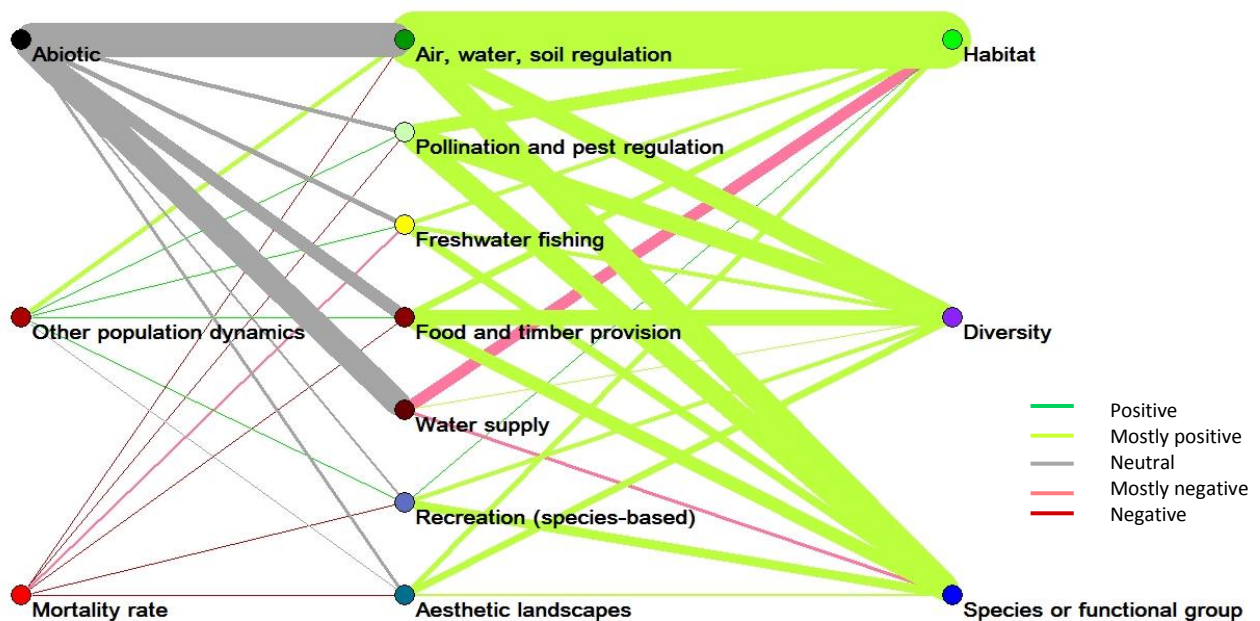 Abiotic
Air, water, soil regulation
Habitat
Pollination and pest regulation
Freshwater fishing
Other population dynamics
Food and timber provision
Diversity
Water supply
Positive
Mostly positive
Neutral
Mostly negative
Negative
Recreation (species-based)
Mortality rate
Aesthetic landscapes
Species or functional group